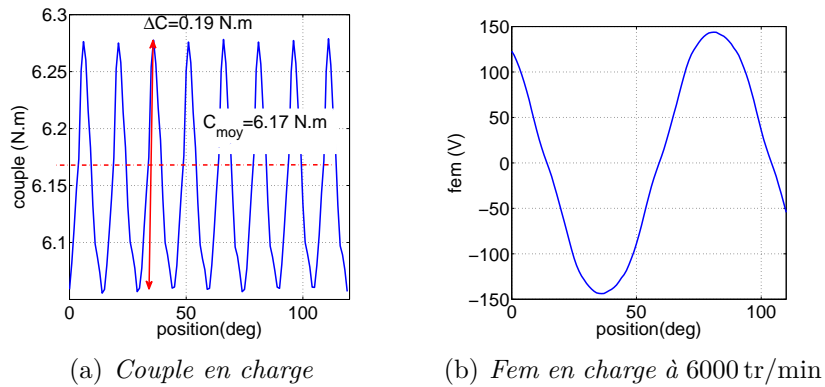 ΔC=0.19 N.m
6.3
6.25
6.2
6.15
6.1
couple (N.m)
C_moy=6.17 N.m
0
50
100
position(deg)
150
100
50
0
−50
−100
−150
fem (V)
0
50
100
position(deg)
(a) Couple en charge
(b) Fem en charge à 6000 tr/min